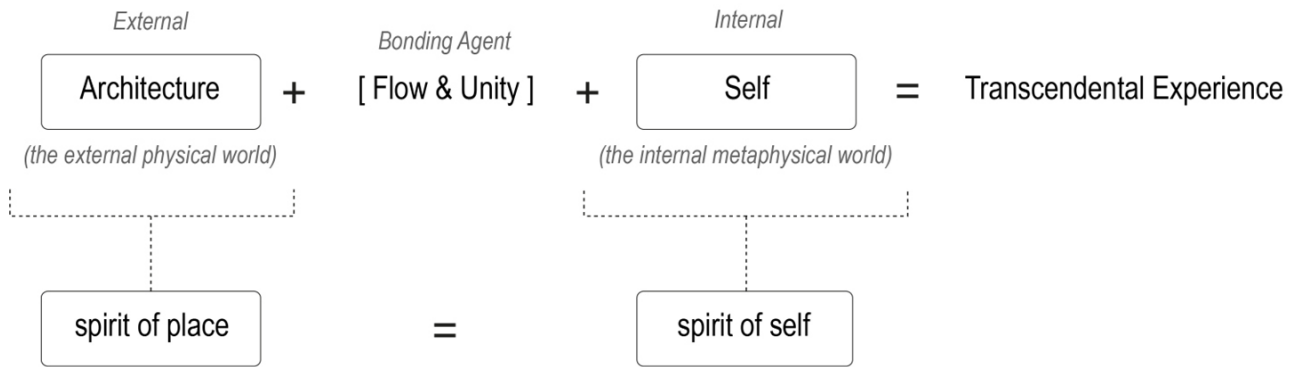 External
Bonding Agent
Internal
Architecture + [ Flow & Unity ] + Self = Transcendental Experience
(the external physical world)
(the internal metaphysical world)
spirit of place = spirit of self